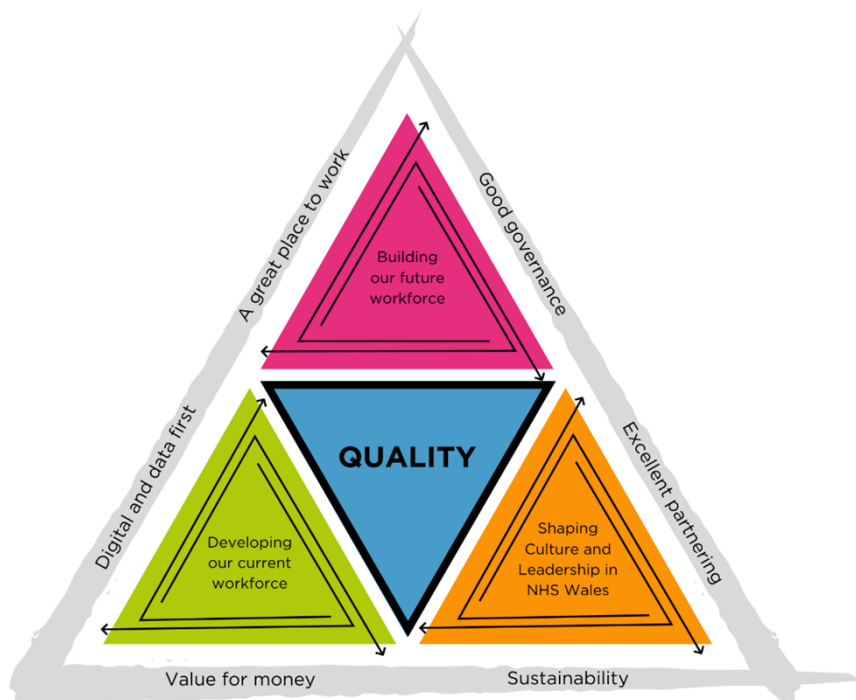 A great place to work
Good governance
Building
our future
workforce
Digital and data first
QUALITY
Excellent partnering
Developing
our current
workforce
Shaping
Culture and
Leadership in
NHS Wales
Value for money
Sustainability